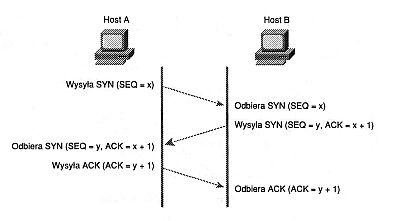 Host A
Host B
Wysyła SYN (SEQ = x)
Odbiera SYN (SEQ = x)
Wysyła SYN (SEQ = y, ACK = x + 1)
Odbiera SYN (SEQ = y, ACK = x + 1)
Wysyła ACK (ACK = y + 1)
Odbiera ACK (ACK = y + 1)